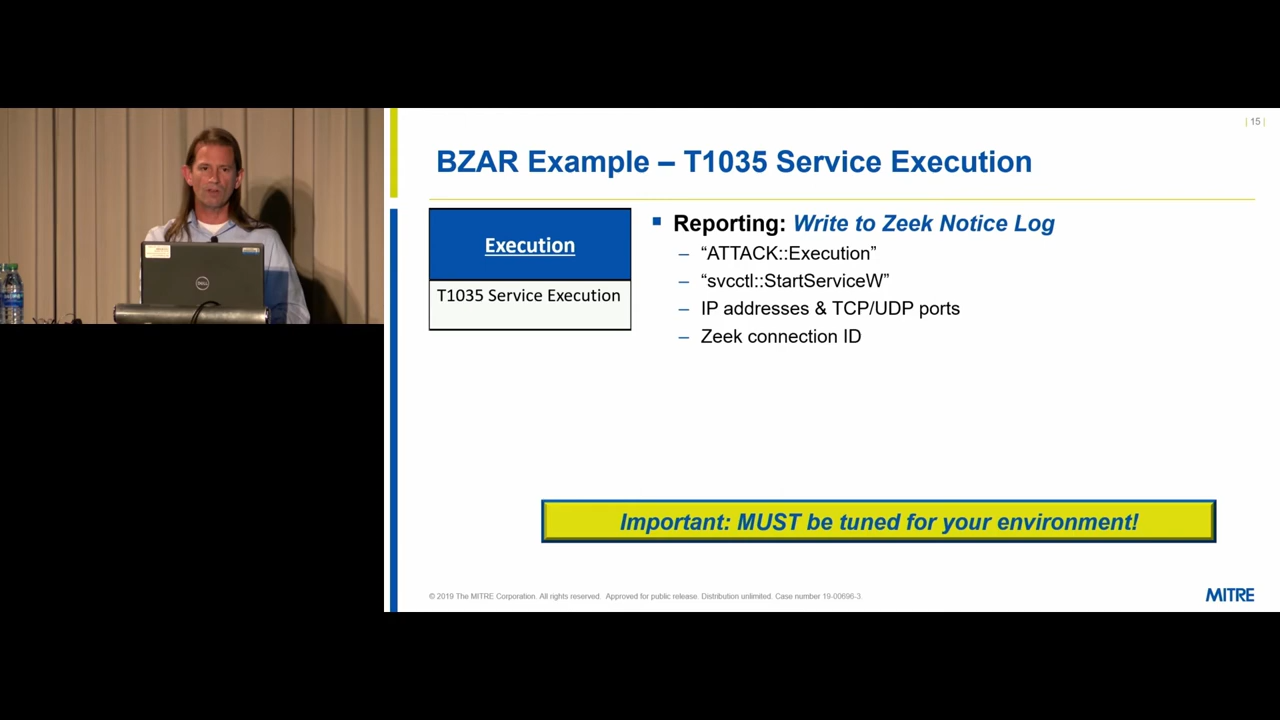 | 15 |
BZAR Example – T1035 Service Execution
Execution
T1035 Service Execution
▪ Reporting: Write to Zeek Notice Log
– “ATTACK::Execution”
– “svcctl::StartServiceW”
– IP addresses & TCP/UDP ports
– Zeek connection ID
Important: MUST be tuned for your environment!
© 2019 The MITRE Corporation. All rights reserved. Approved for public release. Distribution unlimited. Case number 19-00696-3.
MITRE
DELL